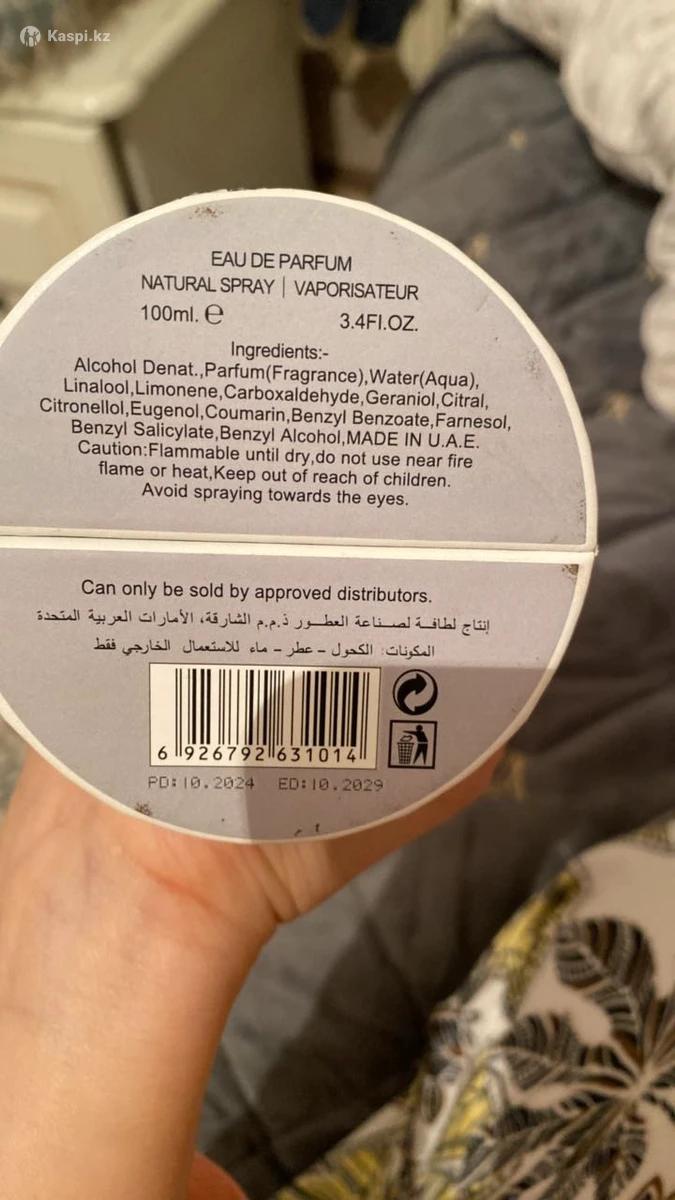 Kaspi.kz
EAU DE PARFUM
NATURAL SPRAY | VAPORISATEUR
100ml. ℮ 3.4Fl.OZ.
Ingredients:-
Alcohol Denat.,Parfum(Fragrance),Water(Aqua),
Linalool,Limonene,Carboxaldehyde,Geraniol,Citral,
Citronellol,Eugenol,Coumarin,Benzyl Benzoate,Farnesol,
Benzyl Salicylate,Benzyl Alcohol,MADE IN U.A.E.
Caution:Flammable until dry,do not use near fire
flame or heat,Keep out of reach of children.
Avoid spraying towards the eyes.
Can only be sold by approved distributors.
إنتاج لطافة لصناعة العطور ذ.م.م الشارقة، الأمارات العربية المتحدة
المكونات: الكحول - عطر - ماء للاستعمال الخارجي فقط
6 926792 631014
PD:10.2024 ED:10.2029